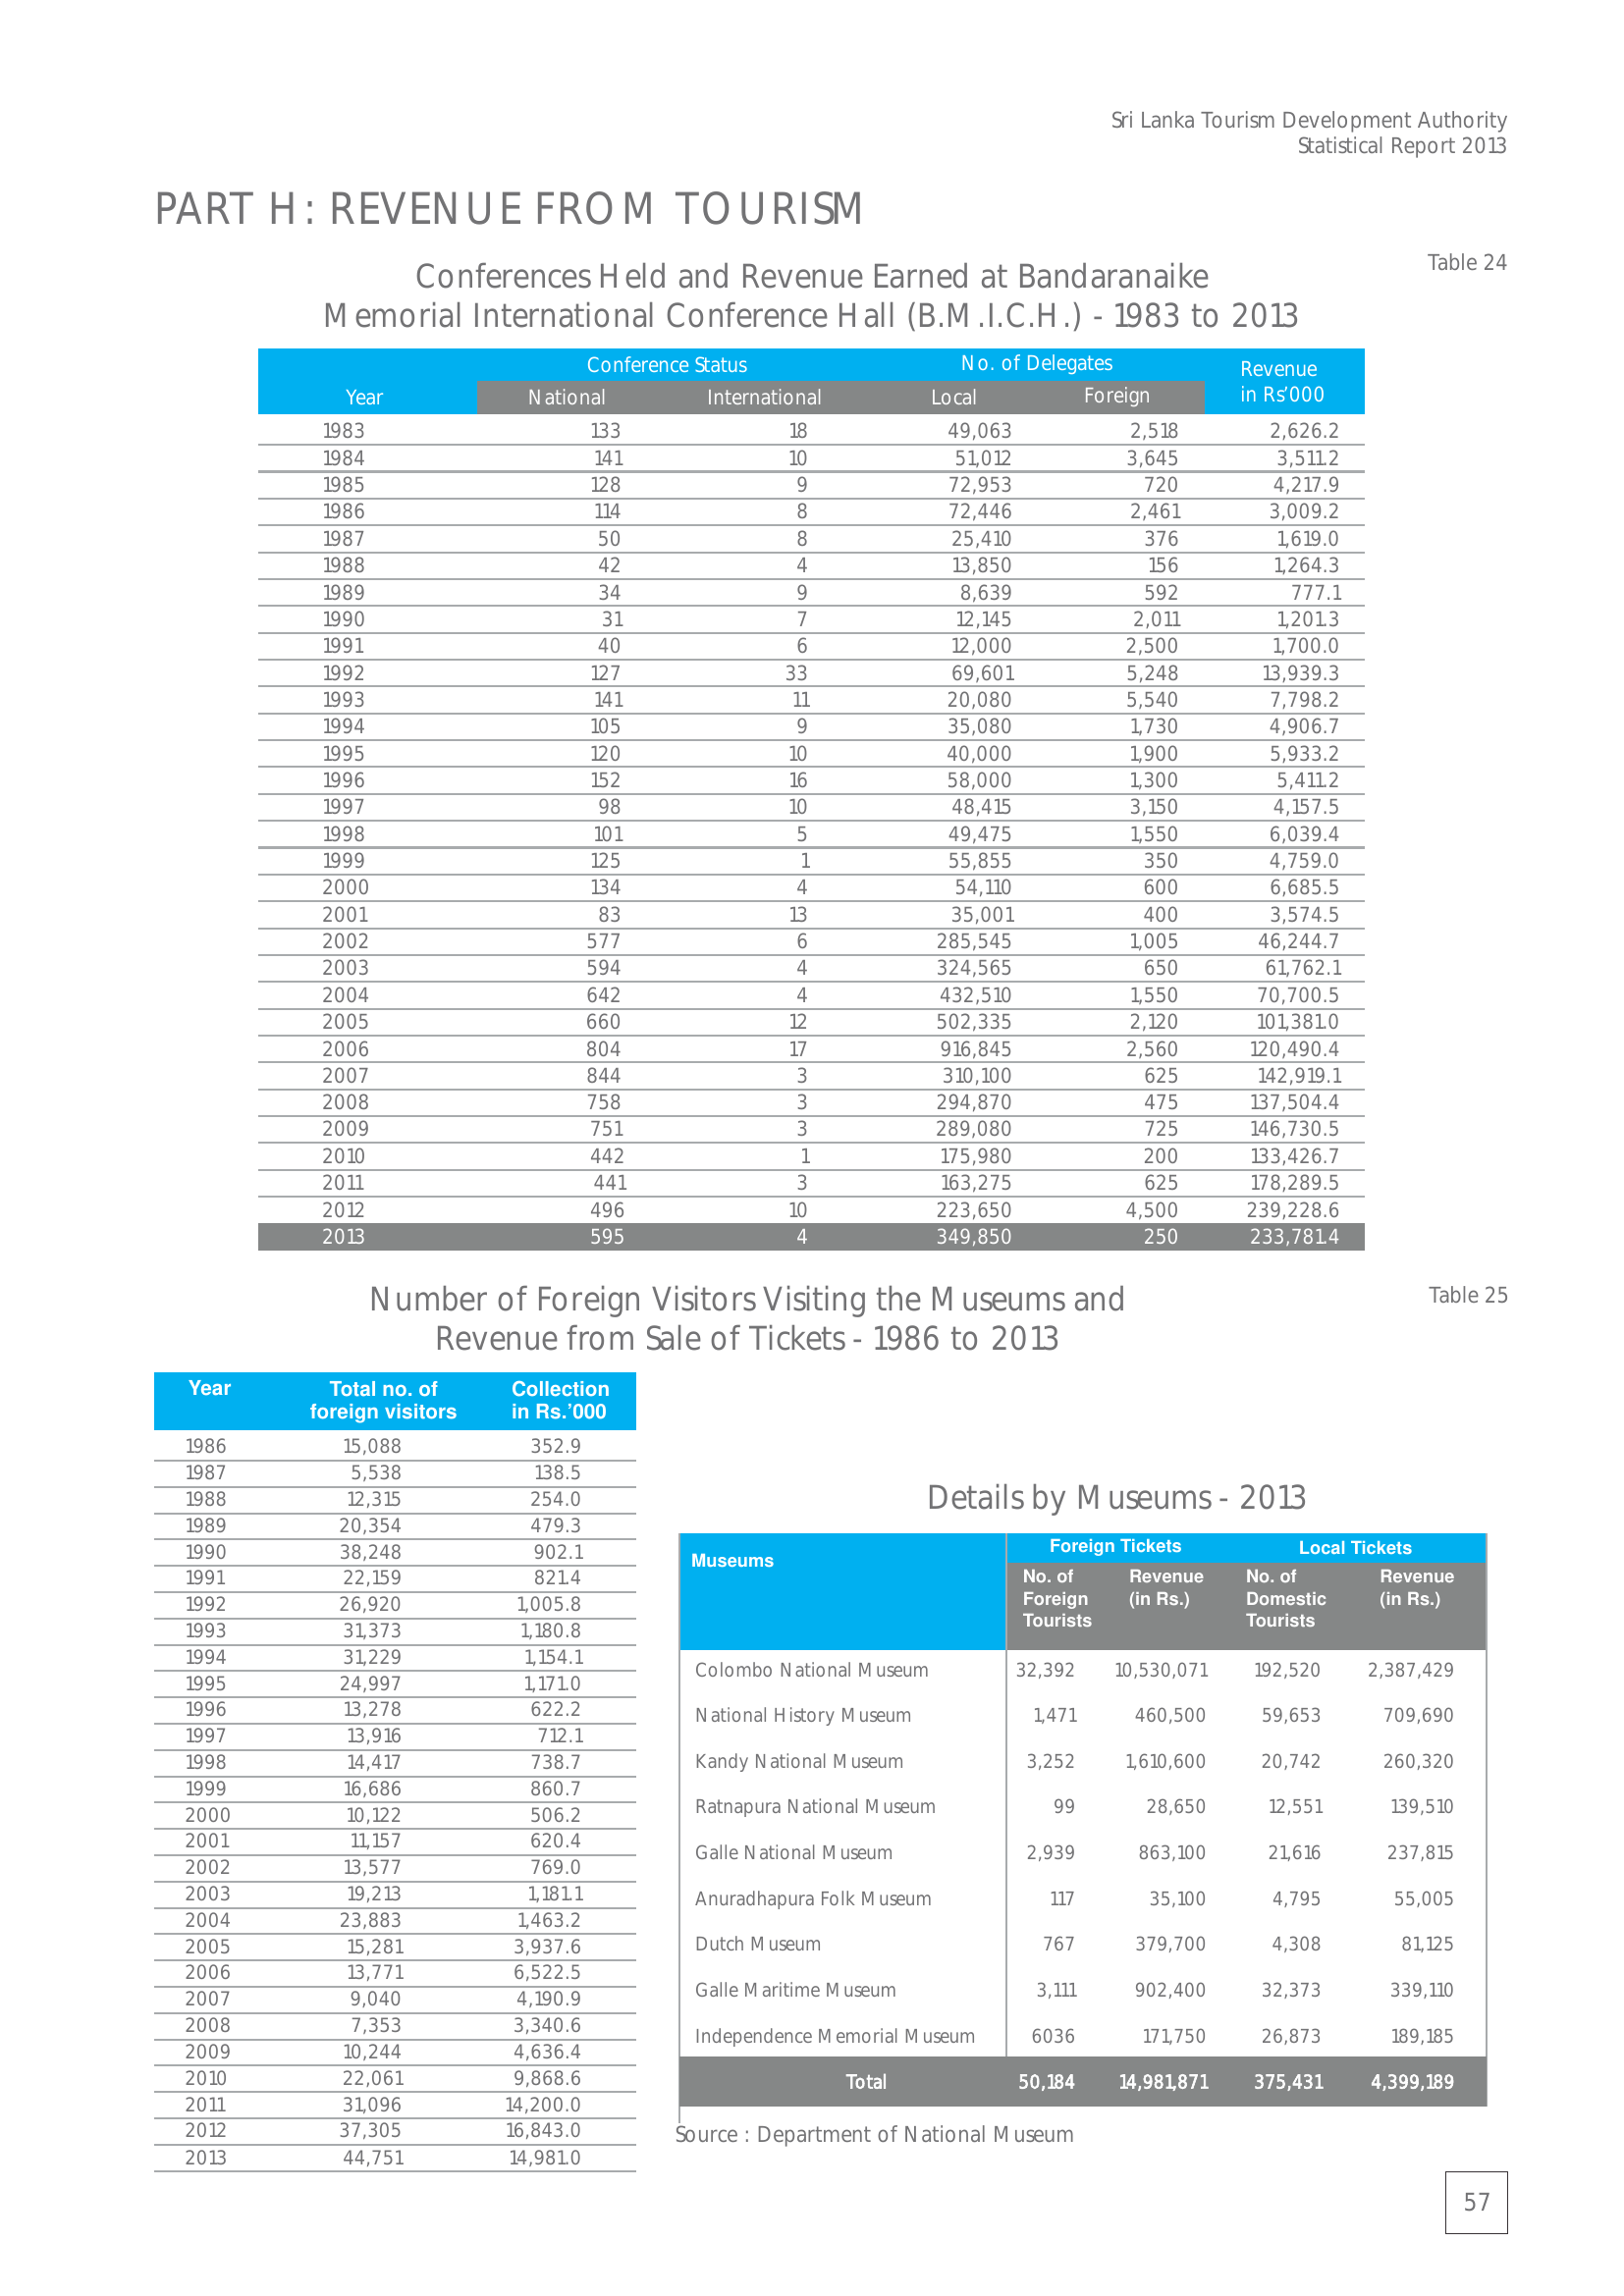 Sri Lanka Tourism Development Authority
Statistical Report 2013
PART H: REVENUE FROM TOURISM
Table 24
Conferences Held and Revenue Earned at Bandaranaike
Memorial International Conference Hall (B.M.I.C.H.) - 1983 to 2013
Year Conference Status No. of Delegates Revenue in Rs'000
National International Local Foreign
1983 133 18 49,063 2,518 2,626.2
1984 141 10 51,012 3,645 3,511.2
1985 128 9 72,953 720 4,217.9
1986 114 8 72,446 2,461 3,009.2
1987 50 8 25,410 376 1,619.0
1988 42 4 13,850 156 1,264.3
1989 34 9 8,639 592 777.1
1990 31 7 12,145 2,011 1,201.3
1991 40 6 12,000 2,500 1,700.0
1992 127 33 69,601 5,248 13,939.3
1993 141 11 20,080 5,540 7,798.2
1994 105 9 35,080 1,730 4,906.7
1995 120 10 40,000 1,900 5,933.2
1996 152 16 58,000 1,300 5,411.2
1997 98 10 48,415 3,150 4,157.5
1998 101 5 49,475 1,550 6,039.4
1999 125 1 55,855 350 4,759.0
2000 134 4 54,110 600 6,685.5
2001 83 13 35,001 400 3,574.5
2002 577 6 285,545 1,005 46,244.7
2003 594 4 324,565 650 61,762.1
2004 642 4 432,510 1,550 70,700.5
2005 660 12 502,335 2,120 101,381.0
2006 804 17 916,845 2,560 120,490.4
2007 844 3 310,100 625 142,919.1
2008 758 3 294,870 475 137,504.4
2009 751 3 289,080 725 146,730.5
2010 442 1 175,980 200 133,426.7
2011 441 3 163,275 625 178,289.5
2012 496 10 223,650 4,500 239,228.6
2013 595 4 349,850 250 233,781.4
Table 25
Number of Foreign Visitors Visiting the Museums and
Revenue from Sale of Tickets - 1986 to 2013
Year Total no. of Collection
foreign visitors in Rs.'000
1986 15,088 352.9
1987 5,538 138.5
1988 12,315 254.0
1989 20,354 479.3
1990 38,248 902.1
1991 22,159 821.4
1992 26,920 1,005.8
1993 31,373 1,180.8
1994 31,229 1,154.1
1995 24,997 1,171.0
1996 13,278 622.2
1997 13,916 712.1
1998 14,417 738.7
1999 16,686 860.7
2000 10,122 506.2
2001 11,157 620.4
2002 13,577 769.0
2003 19,213 1,181.1
2004 23,883 1,463.2
2005 15,281 3,937.6
2006 13,771 6,522.5
2007 9,040 4,190.9
2008 7,353 3,340.6
2009 10,244 4,636.4
2010 22,061 9,868.6
2011 31,096 14,200.0
2012 37,305 16,843.0
2013 44,751 14,981.0
Details by Museums - 2013
Museums Foreign Tickets Local Tickets
No. of Revenue No. of Revenue
Foreign (in Rs.) Domestic (in Rs.)
Tourists Tourists
Colombo National Museum 32,392 10,530,071 192,520 2,387,429
National History Museum 1,471 460,500 59,653 709,690
Kandy National Museum 3,252 1,610,600 20,742 260,320
Ratnapura National Museum 99 28,650 12,551 139,510
Galle National Museum 2,939 863,100 21,616 237,815
Anuradhapura Folk Museum 117 35,100 4,795 55,005
Dutch Museum 767 379,700 4,308 81,125
Galle Maritime Museum 3,111 902,400 32,373 339,110
Independence Memorial Museum 6036 171,750 26,873 189,185
Total 50,184 14,981,871 375,431 4,399,189
Source : Department of National Museum
57